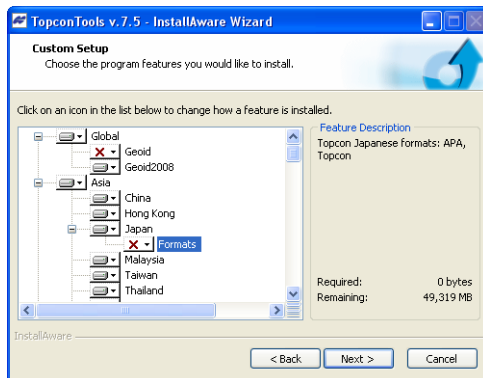 TopconTools v.7.5 - InstallAware Wizard
Custom Setup
Choose the program features you would like to install.
Click on an icon in the list below to change how a feature is installed.
Global
Geoid
Geoid2008
Asia
China
Hong Kong
Japan
Formats
Malaysia
Taiwan
Thailand
Feature Description
Topcon Japanese formats: APA,
Topcon
Required: 0 bytes
Remaining: 49,319 MB
InstallAware
< Back Next > Cancel